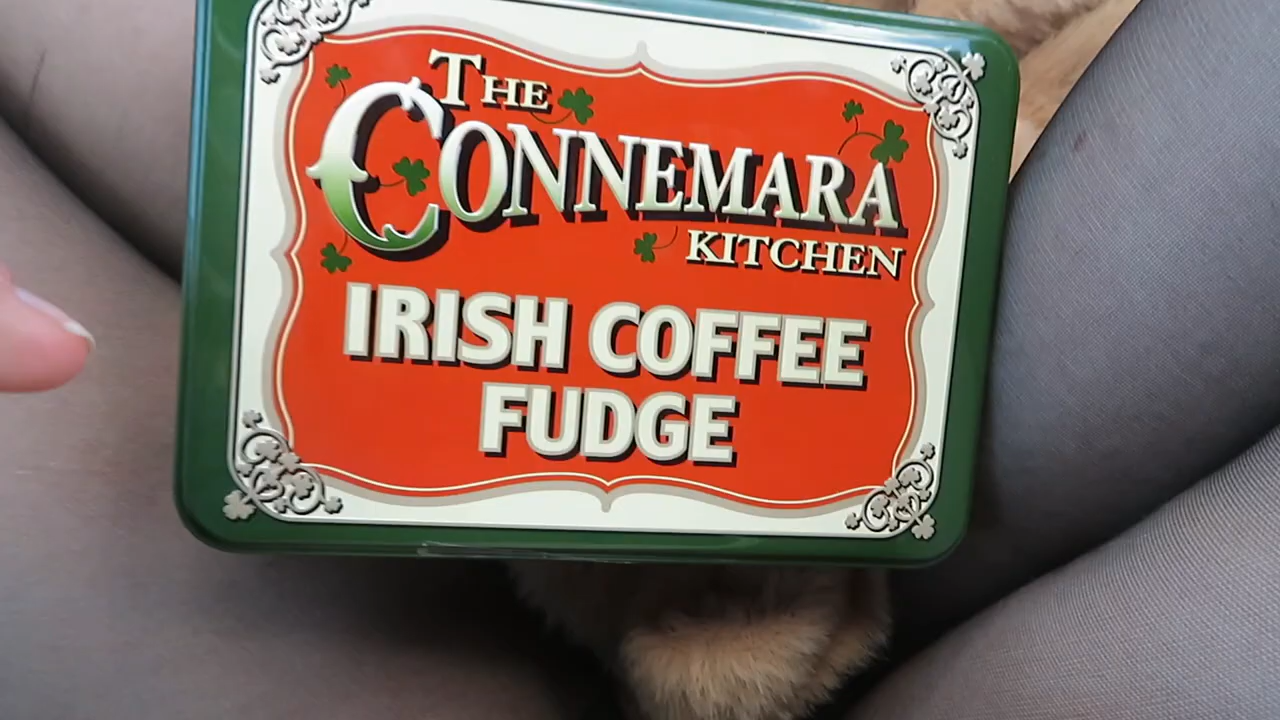 THE
CONNEMARA
KITCHEN
IRISH COFFEE
FUDGE